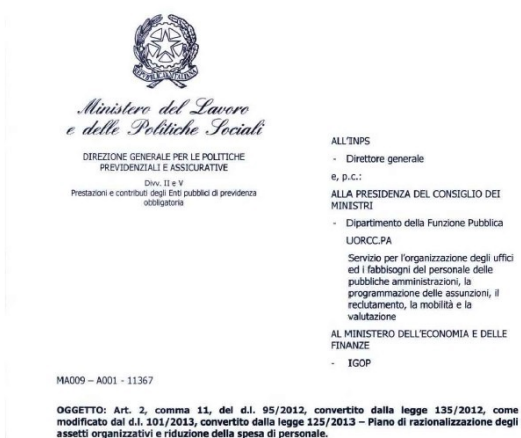 Ministero del Lavoro
e delle Politiche Sociali
DIREZIONE GENERALE PER LE POLITICHE
PREVIDENZIALI E ASSICURATIVE
Divv. II e V
Prestazioni e contributi degli Enti pubblici di previdenza
obbligatoria
ALL'INPS
- Direttore generale
e, p.c.:
ALLA PRESIDENZA DEL CONSIGLIO DEI
MINISTRI
- Dipartimento della Funzione Pubblica
UORCC.PA
Servizio per l'organizzazione degli uffici
ed i fabbisogni del personale delle
pubbliche amministrazioni, la
programmazione delle assunzioni, il
reclutamento, la mobilità e la
valutazione
AL MINISTERO DELL'ECONOMIA E DELLE
FINANZE
- IGOP
MA009 – A001 - 11367
OGGETTO: Art. 2, comma 11, del d.l. 95/2012, convertito dalla legge 135/2012, come
modificato dal d.l. 101/2013, convertito dalla legge 125/2013 – Piano di razionalizzazione degli
assetti organizzativi e riduzione della spesa di personale.